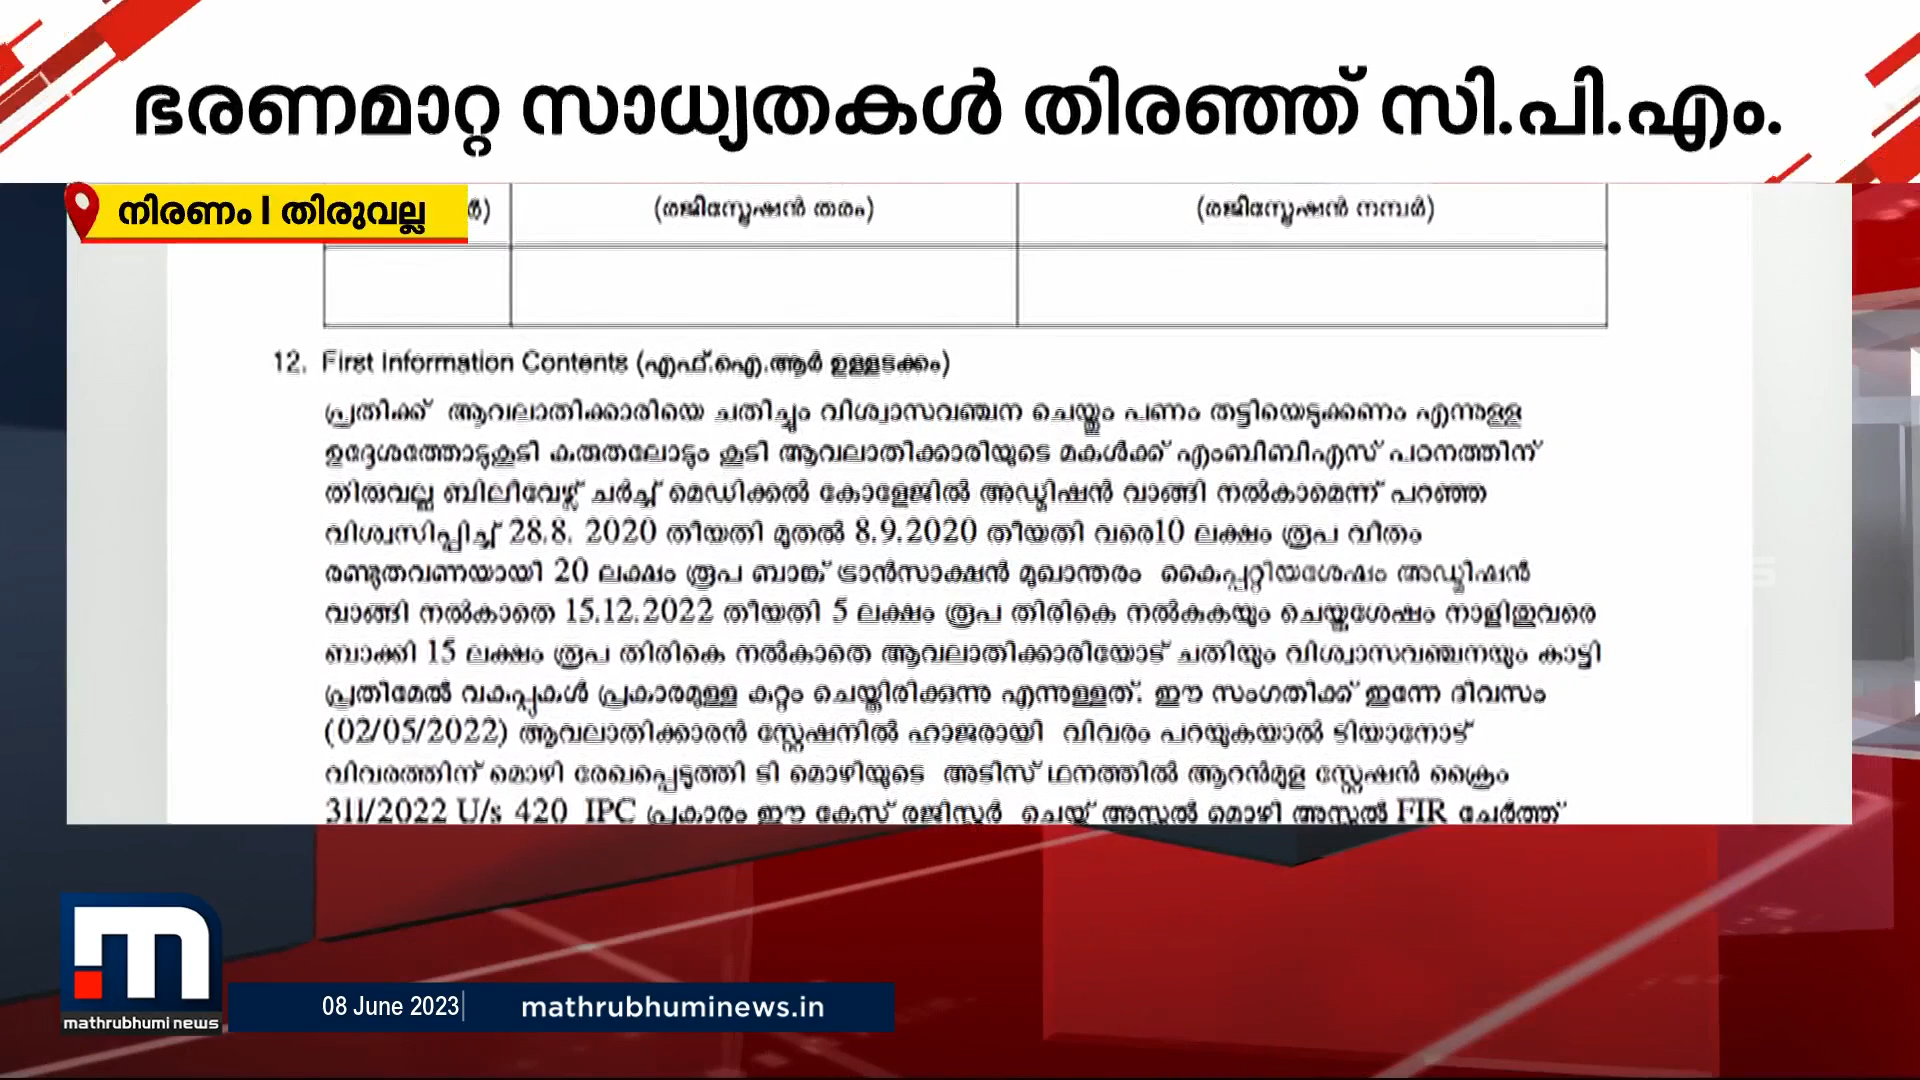 ഭരണമാറ്റ സാധ്യതകൾ തിരഞ്ഞ് സി.പി.എം.
നിരണം I തിരുവല്ല
ർ) (രജിസ്ട്രേഷൻ തരം) (രജിസ്ട്രേഷൻ നമ്പർ)
12. First Information Contents (എഫ്.ഐ.ആർ ഉള്ളടക്കം)
പ്രതിക്ക് ആവലാതിക്കാരിയെ ചതിച്ചും വിശ്വാസവഞ്ചന ചെയ്തും പണം തട്ടിയെടുക്കണം എന്നുള്ള
ഉദ്ദേശത്തോടുകൂടി കരുതലോടും കൂടി ആവലാതിക്കാരിയുടെ മകൾക്ക് എംബിബിഎസ് പഠനത്തിന്
തിരുവല്ല ബിലീവേഴ്സ് ചർച്ച് മെഡിക്കൽ കോളേജിൽ അഡ്മിഷൻ വാങ്ങി നൽകാമെന്ന് പറഞ്ഞ
വിശ്വസിപ്പിച്ച് 28.8. 2020 തീയതി മുതൽ 8.9.2020 തീയതി വരെ10 ലക്ഷം രൂപ വീതം
രണ്ടുതവണയായി 20 ലക്ഷം രൂപ ബാങ്ക് ട്രാൻസാക്ഷൻ മുഖാന്തരം കൈപ്പറ്റിയശേഷം അഡ്മിഷൻ
വാങ്ങി നൽകാതെ 15.12.2022 തീയതി 5 ലക്ഷം രൂപ തിരികെ നൽകുകയും ചെയ്തശേഷം നാളിതുവരെ
ബാക്കി 15 ലക്ഷം രൂപ തിരികെ നൽകാതെ ആവലാതിക്കാരിയോട് ചതിയും വിശ്വാസവഞ്ചനയും കാട്ടി
പ്രതിമേൽ വകുപ്പുകൾ പ്രകാരമുള്ള കുറ്റം ചെയ്തിരിക്കുന്നു എന്നുള്ളത്. ഈ സംഗതിക്ക് ഇന്നേ ദിവസം
(02/05/2022) ആവലാതിക്കാരൻ സ്റ്റേഷനിൽ ഹാജരായി വിവരം പറയുകയാൽ ടിയാനോട്
വിവരത്തിന് മൊഴി രേഖപ്പെടുത്തി ടി മൊഴിയുടെ അടിസ്ഥനത്തിൽ ആറൻമുള സ്റ്റേഷൻ ക്രൈം
311/2022 U/s 420 IPC പ്രകാരം ഈ കേസ് രജിസ്റ്റർ ചെയ്ത് അസ്സൽ മൊഴി അസ്സൽ FIR ചേർത്ത്
mathrubhumi news
08 June 2023
mathrubhuminews.in